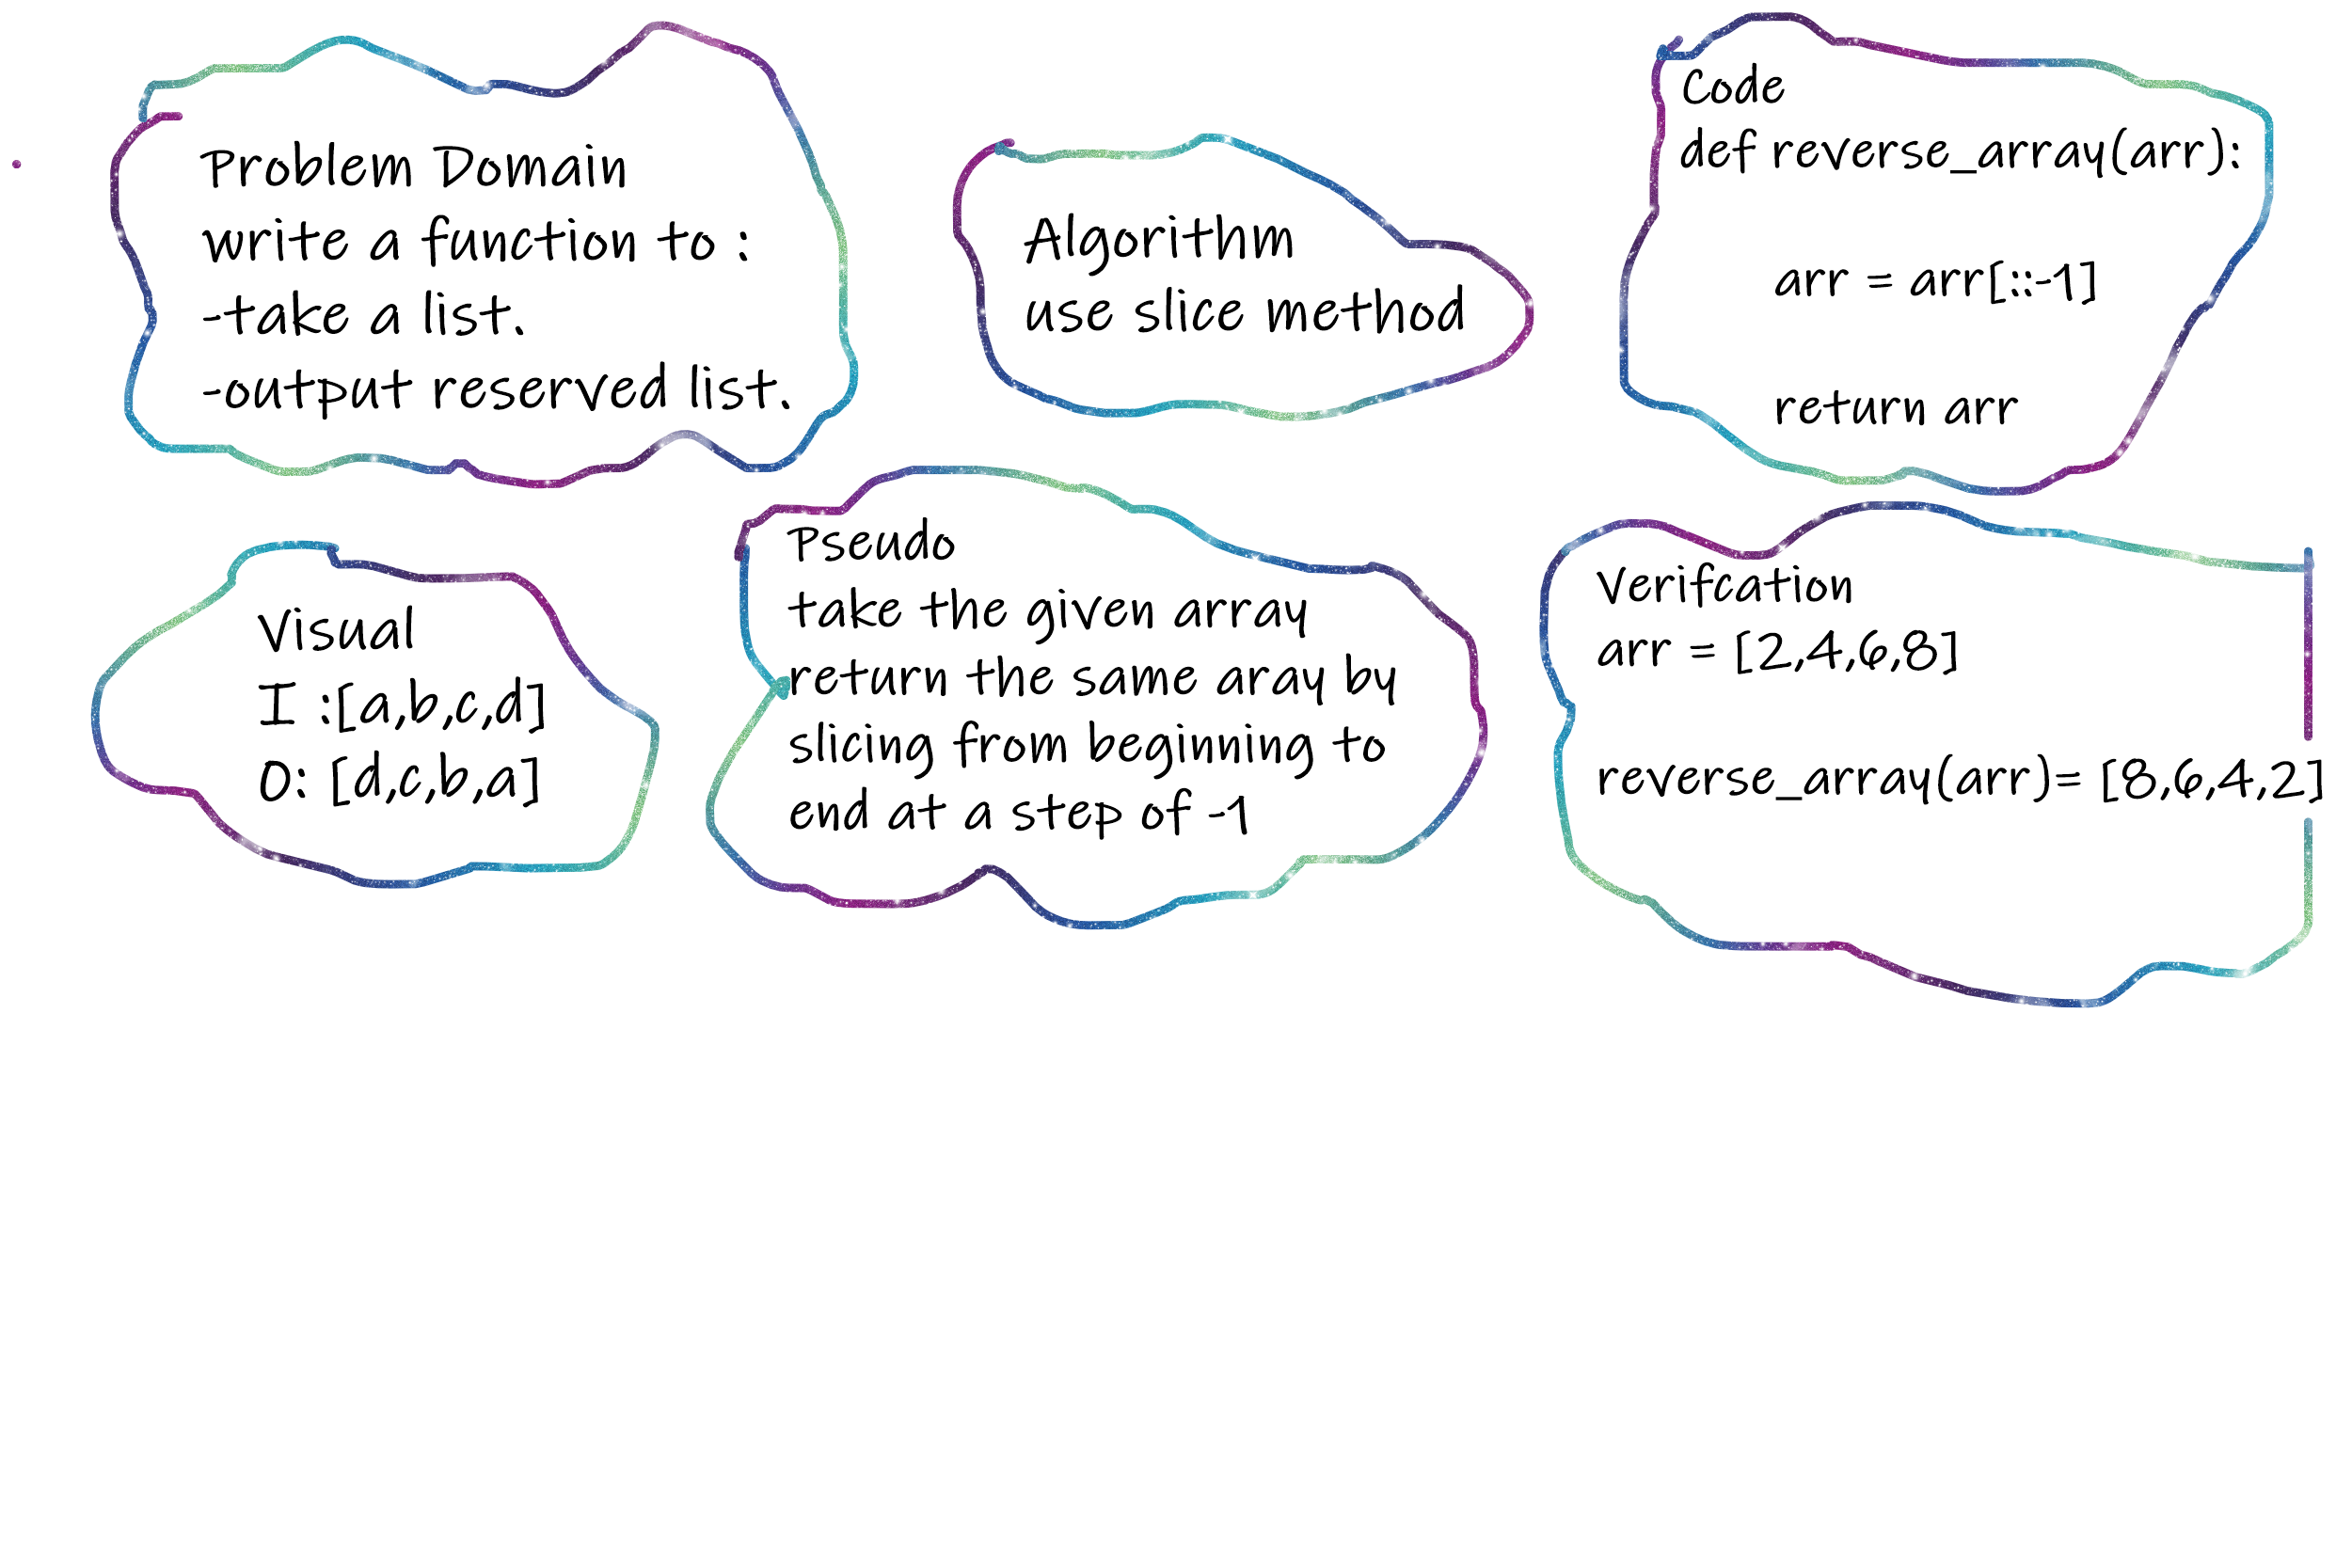 Problem Domain
write a function to :
-take a list.
-output reserved list.
Algorithm
use slice method
Code
def reverse_array(arr):
arr = arr[::-1]
return arr
Visual
I :[a,b,c,d]
O: [d,c,b,a]
Pseudo
take the given array
return the same aray by
slicing from beginning to
end at a step of -1
Verifcation
arr = [2,4,6,8]
reverse_array(arr)= [8,6,4,2]